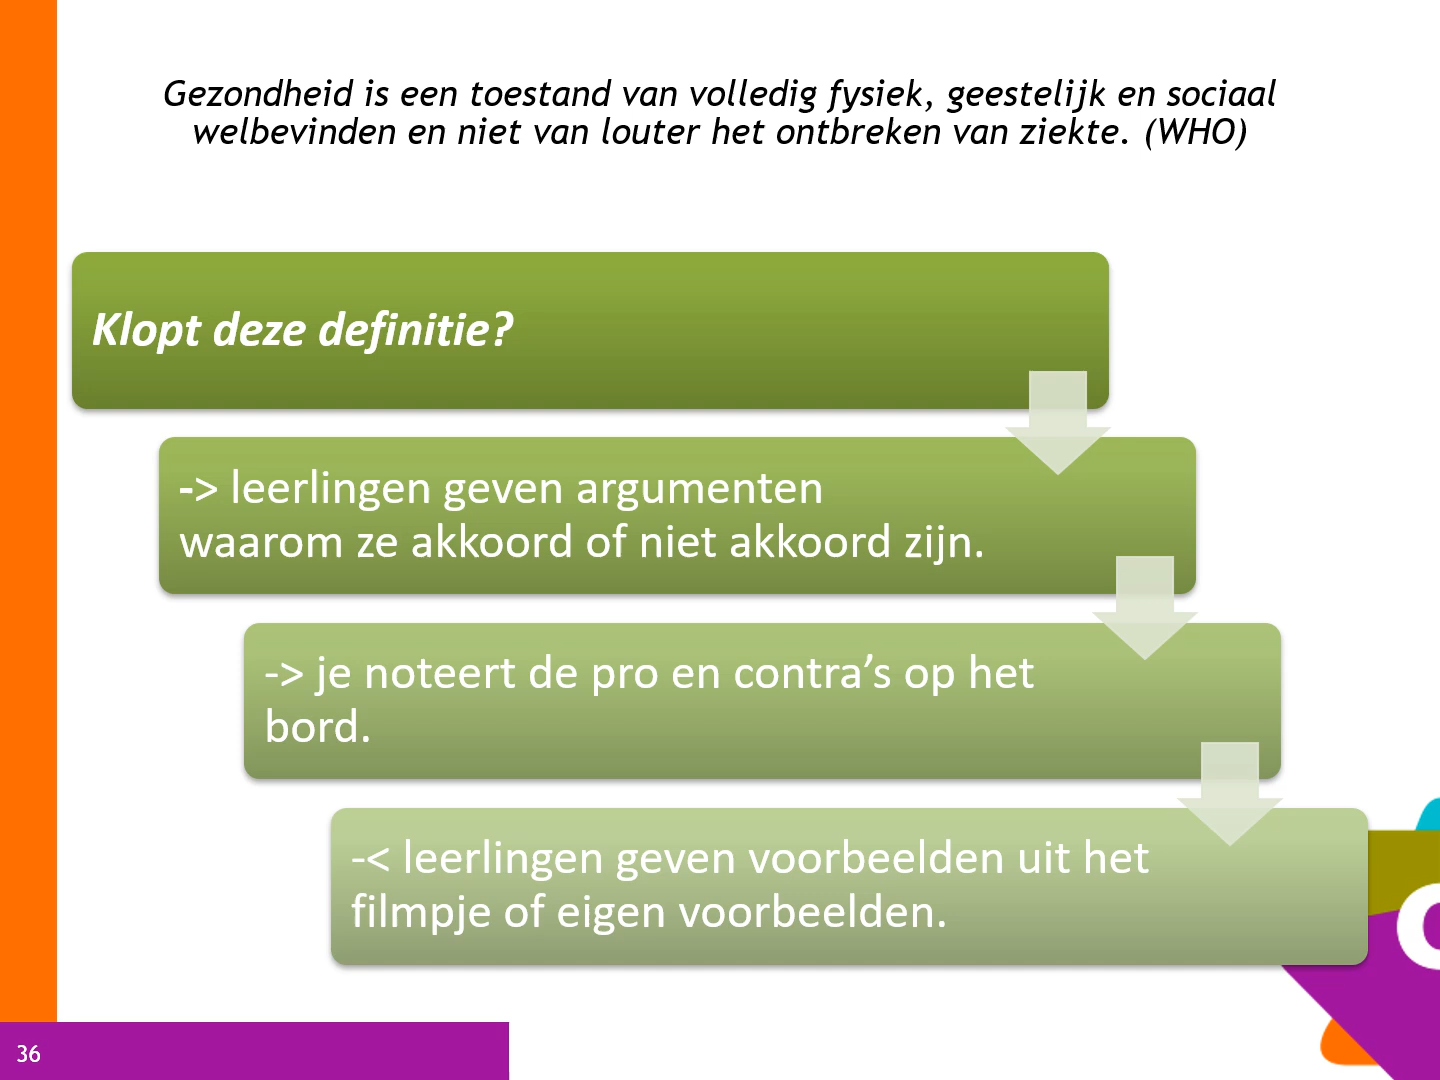 Gezondheid is een toestand van volledig fysiek, geestelijk en sociaal
welbevinden en niet van louter het ontbreken van ziekte. (WHO)
Klopt deze definitie?
-> leerlingen geven argumenten
waarom ze akkoord of niet akkoord zijn.
-> je noteert de pro en contra’s op het
bord.
-< leerlingen geven voorbeelden uit het
filmpje of eigen voorbeelden.
36